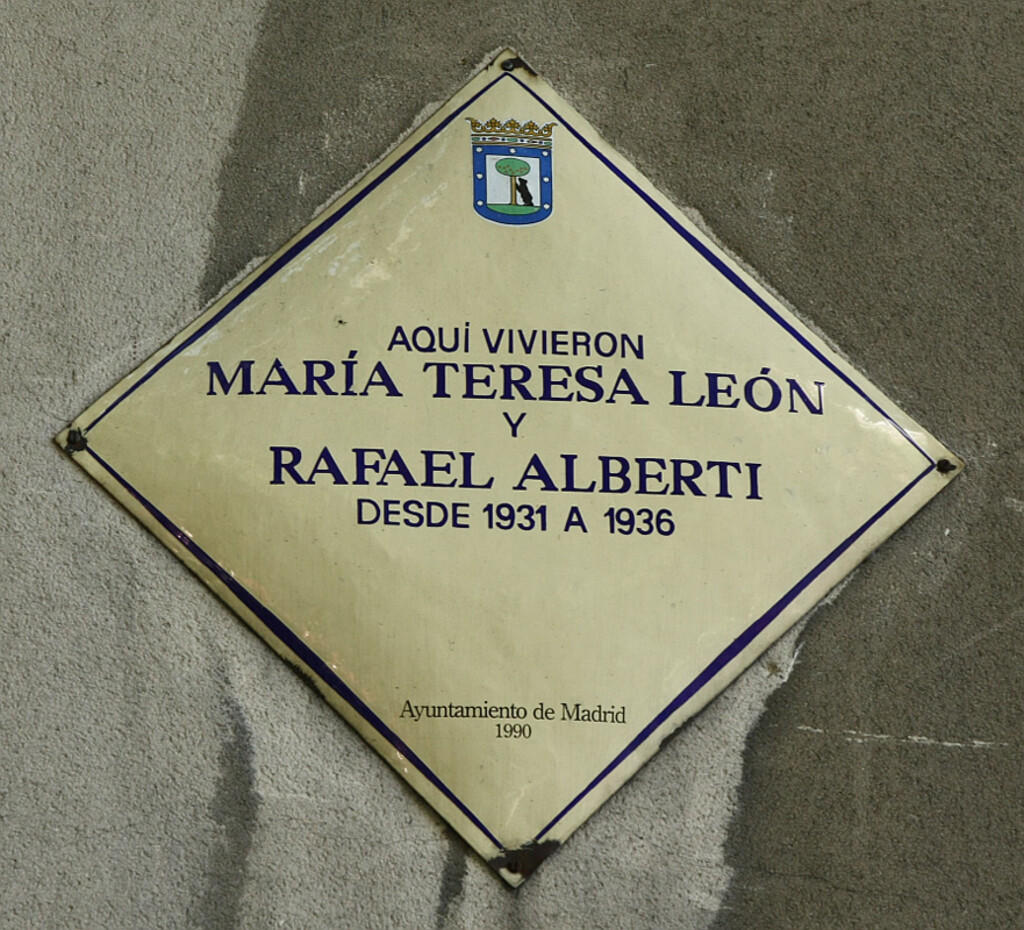 AQUÍ VIVIERON
MARÍA TERESA LEÓN
Y
RAFAEL ALBERTI
DESDE 1931 A 1936
Ayuntamiento de Madrid
1990